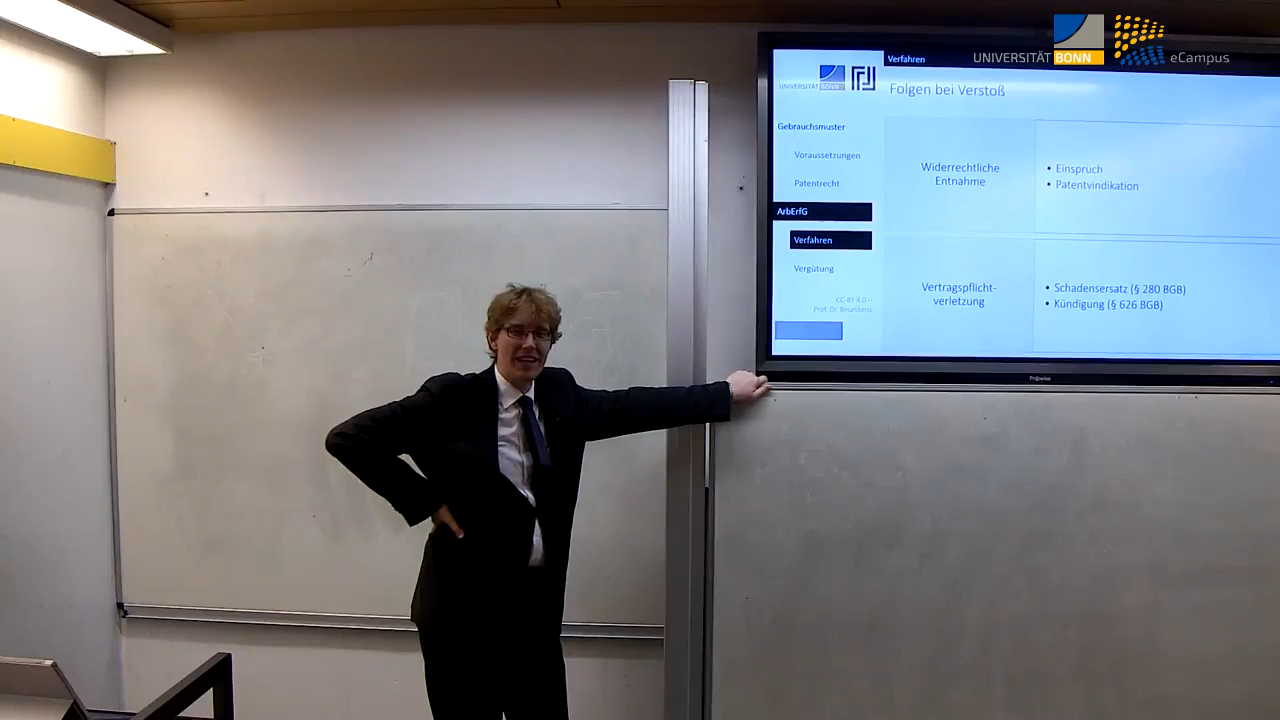 UNIVERSITÄT BONN eCampus
Verfahren
UNIVERSITÄT BONN
Folgen bei Verstoß
Gebrauchsmuster
Voraussetzungen
Patentrecht
ArbErfG
Verfahren
Vergütung
CC-BY 4.0 –
Prof. Dr. Beurskens
Widerrechtliche
Entnahme
• Einspruch
• Patentvindikation
Vertragspflicht-
verletzung
• Schadensersatz (§ 280 BGB)
• Kündigung (§ 626 BGB)
Prowise